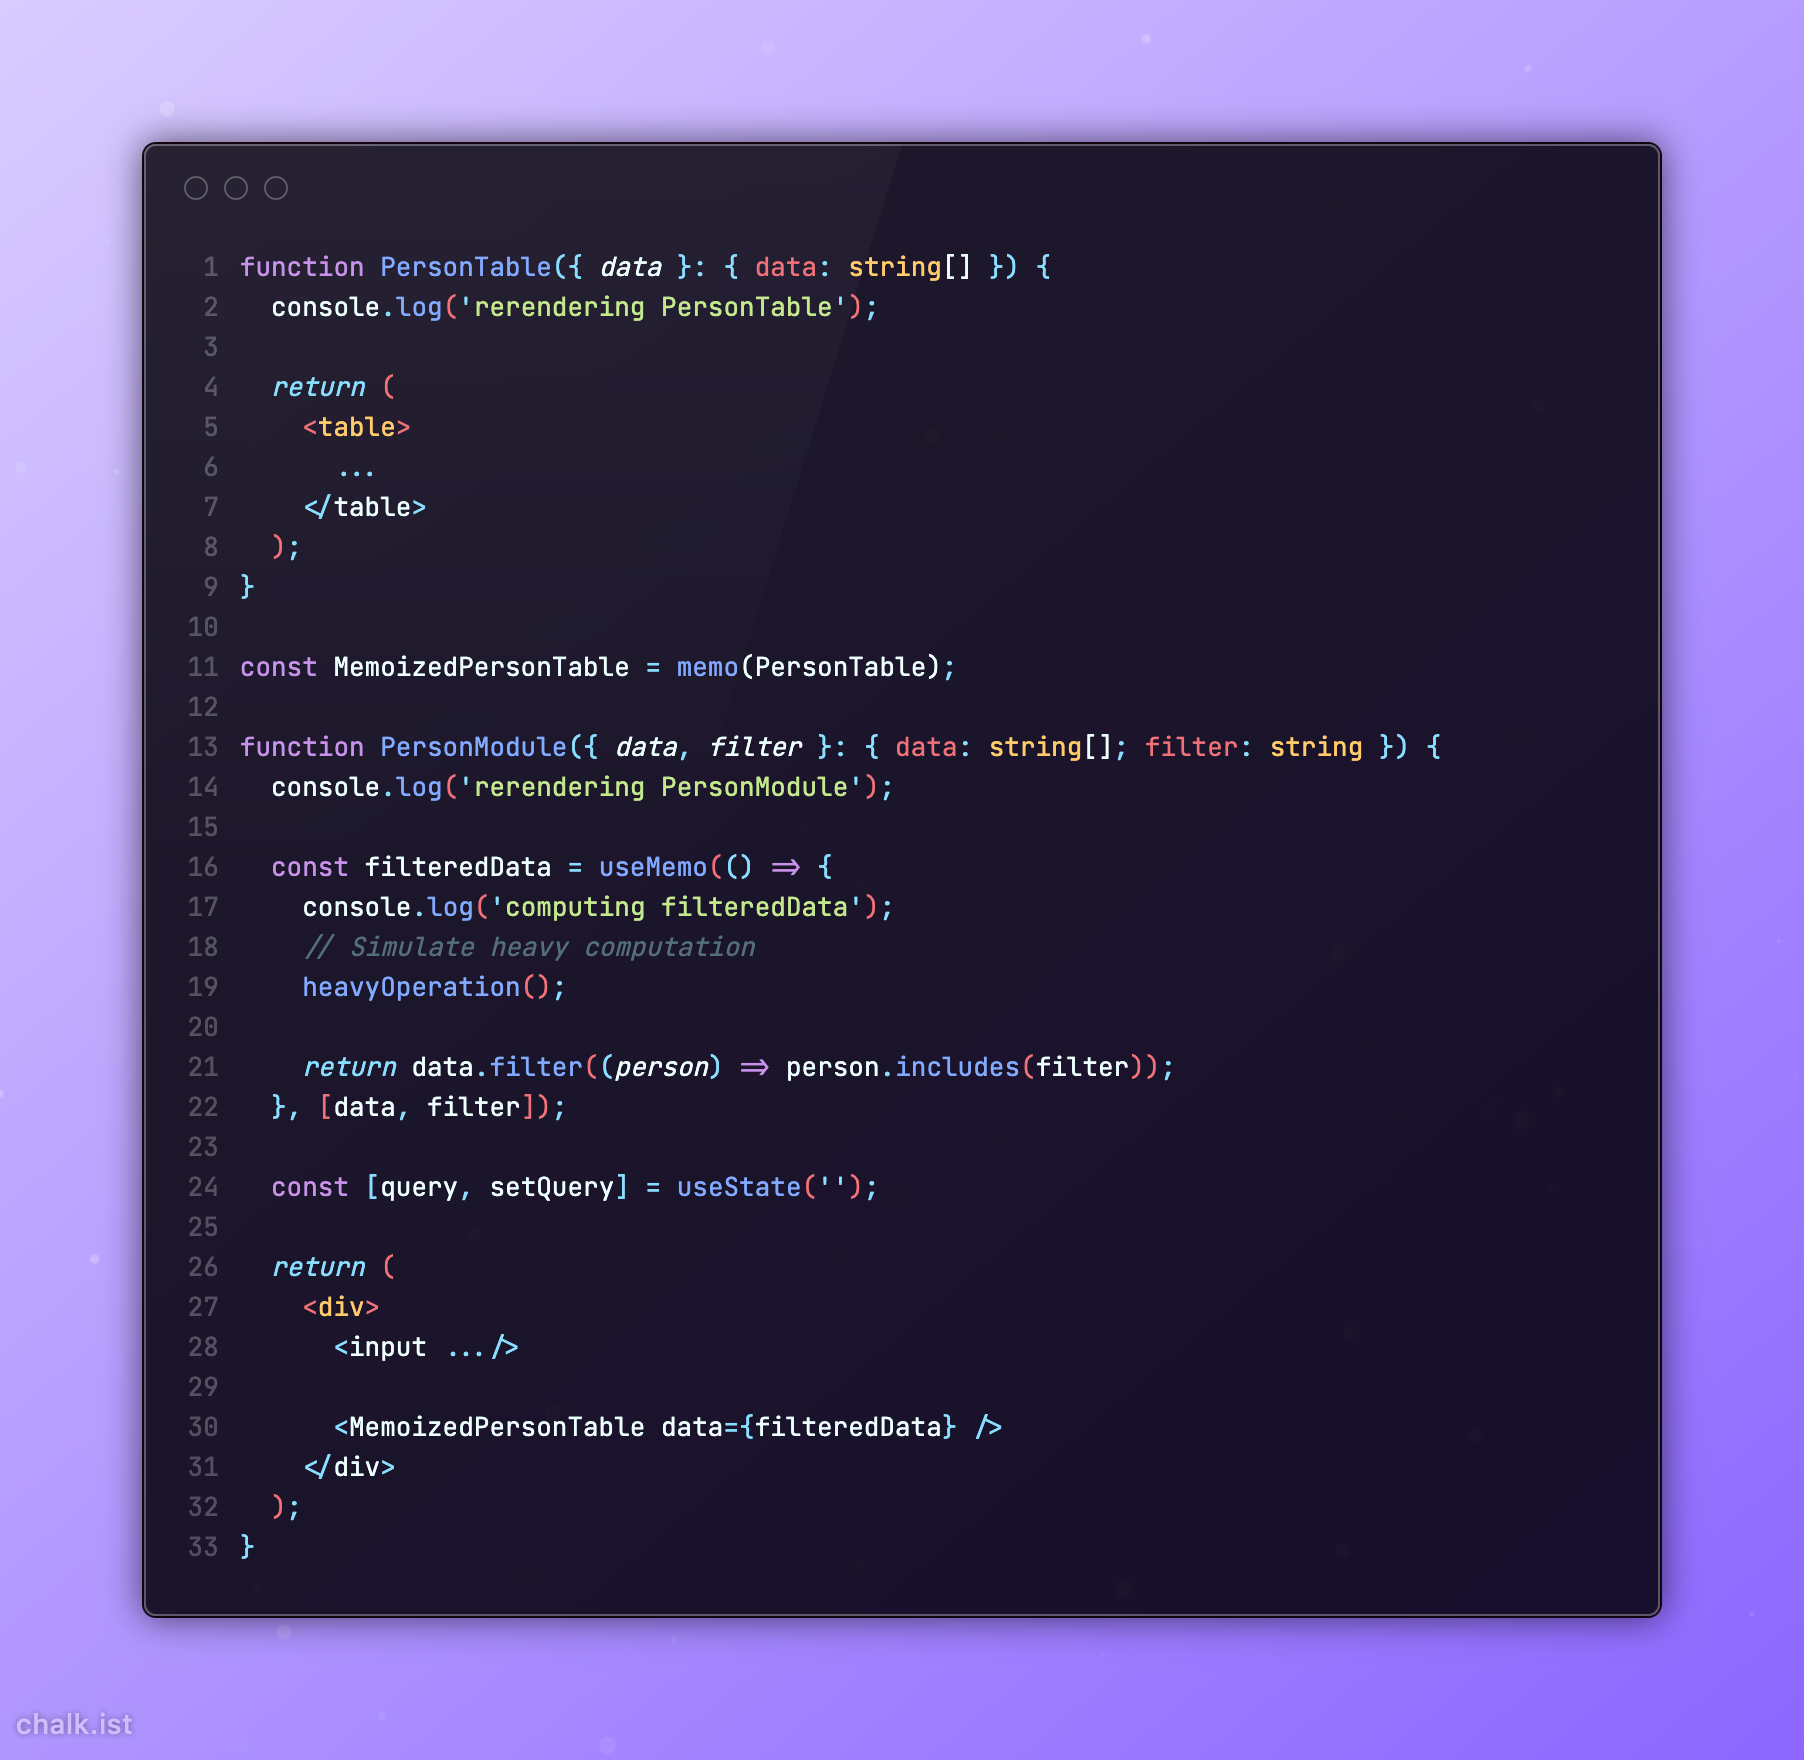 1 function PersonTable({ data }: { data: string[] }) {
2   console.log('rerendering PersonTable');
3
4   return (
5     <table>
6       ...
7     </table>
8   );
9 }
10
11 const MemoizedPersonTable = memo(PersonTable);
12
13 function PersonModule({ data, filter }: { data: string[]; filter: string }) {
14   console.log('rerendering PersonModule');
15
16   const filteredData = useMemo(() => {
17     console.log('computing filteredData');
18     // Simulate heavy computation
19     heavyOperation();
20
21     return data.filter((person) => person.includes(filter));
22   }, [data, filter]);
23
24   const [query, setQuery] = useState('');
25
26   return (
27     <div>
28       <input .../>
29
30       <MemoizedPersonTable data={filteredData} />
31     </div>
32   );
33 }
chalk.ist